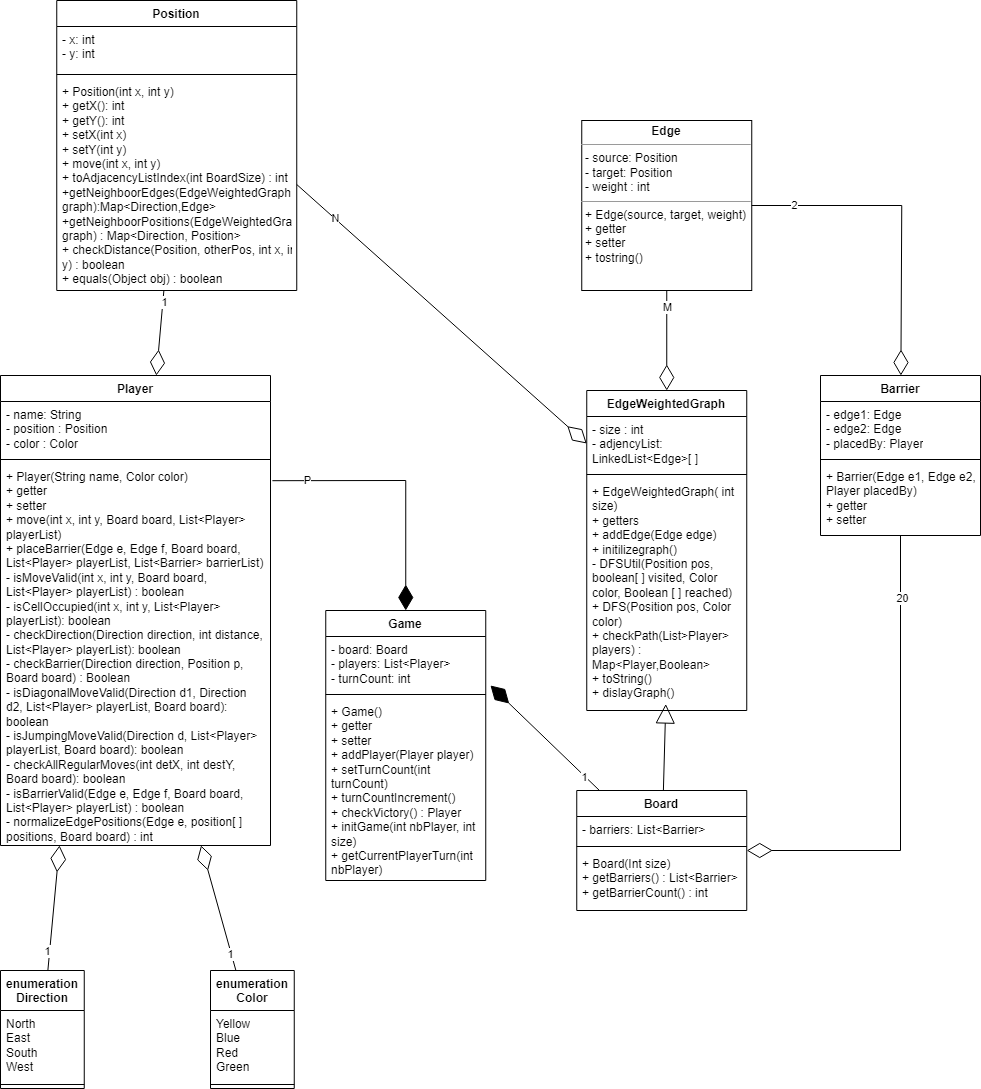 Position
- x: int
- y: int
+ Position(int x, int y)
+ getX(): int
+ getY(): int
+ setX(int x)
+ setY(int y)
+ move(int x, int y)
+ toAdjacencyListIndex(int BoardSize) : int
+getNeighboorEdges(EdgeWeightedGraph
graph):Map<Direction,Edge>
+getNeighboorPositions(EdgeWeightedGra
graph) : Map<Direction, Position>
+ checkDistance(Position, otherPos, int x, in
y) : boolean
+ equals(Object obj) : boolean
N
1
Edge
- source: Position
- target: Position
- weight : int
+ Edge(source, target, weight)
+ getter
+ setter
+ tostring()
2
M
Player
- name: String
- position : Position
- color : Color
+ Player(String name, Color color)
+ getter
+ setter
+ move(int x, int y, Board board, List<Player>
playerList)
+ placeBarrier(Edge e, Edge f, Board board,
List<Player> playerList, List<Barrier> barrierList)
- isMoveValid(int x, int y, Board board,
List<Player> playerList): boolean
- isCellOccupied(int x, int y, List<Player>
playerList): boolean
- checkDirection(Direction direction, int distance,
List<Player> playerList): boolean
- checkBarrier(Direction direction, Position p,
Board board) : Boolean
- isDiagonalMoveValid(Direction d1, Direction
d2, List<Player> playerList, Board board):
boolean
- isJumpingMoveValid(Direction d, List<Player>
playerList, Board board): boolean
- checkAllRegularMoves(int detX, int destY,
Board board): boolean
- isBarrierValid(Edge e, Edge f, Board board,
List<Player> playerList) : boolean
- normalizeEdgePositions(Edge e, position[ ]
positions, Board board) : int
P
EdgeWeightedGraph
- size : int
- adjencyList:
LinkedList<Edge>[ ]
+ EdgeWeightedGraph( int
size)
+ getters
+ addEdge(Edge edge)
+ initilizegraph()
- DFSUtil(Position pos,
boolean[ ] visited, Color
color, Boolean [ ] reached)
+ DFS(Position pos, Color
color)
+ checkPath(List>Player>
players) :
Map<Player,Boolean>
+ toString()
+ dislayGraph()
Barrier
- edge1: Edge
- edge2: Edge
- placedBy: Player
+ Barrier(Edge e1, Edge e2,
Player placedBy)
+ getter
+ setter
20
Game
- board: Board
- players: List<Player>
- turnCount: int
+ Game()
+ getter
+ setter
+ addPlayer(Player player)
+ setTurnCount(int
turnCount)
+ turnCountIncrement()
+ checkVictory() : Player
+ initGame(int nbPlayer, int
size)
+ getCurrentPlayerTurn(int
nbPlayer)
1
Board
- barriers: List<Barrier>
+ Board(Int size)
+ getBarriers() : List<Barrier>
+ getBarrierCount() : int
1
1
enumeration
Direction
North
East
South
West
enumeration
Color
Yellow
Blue
Red
Green